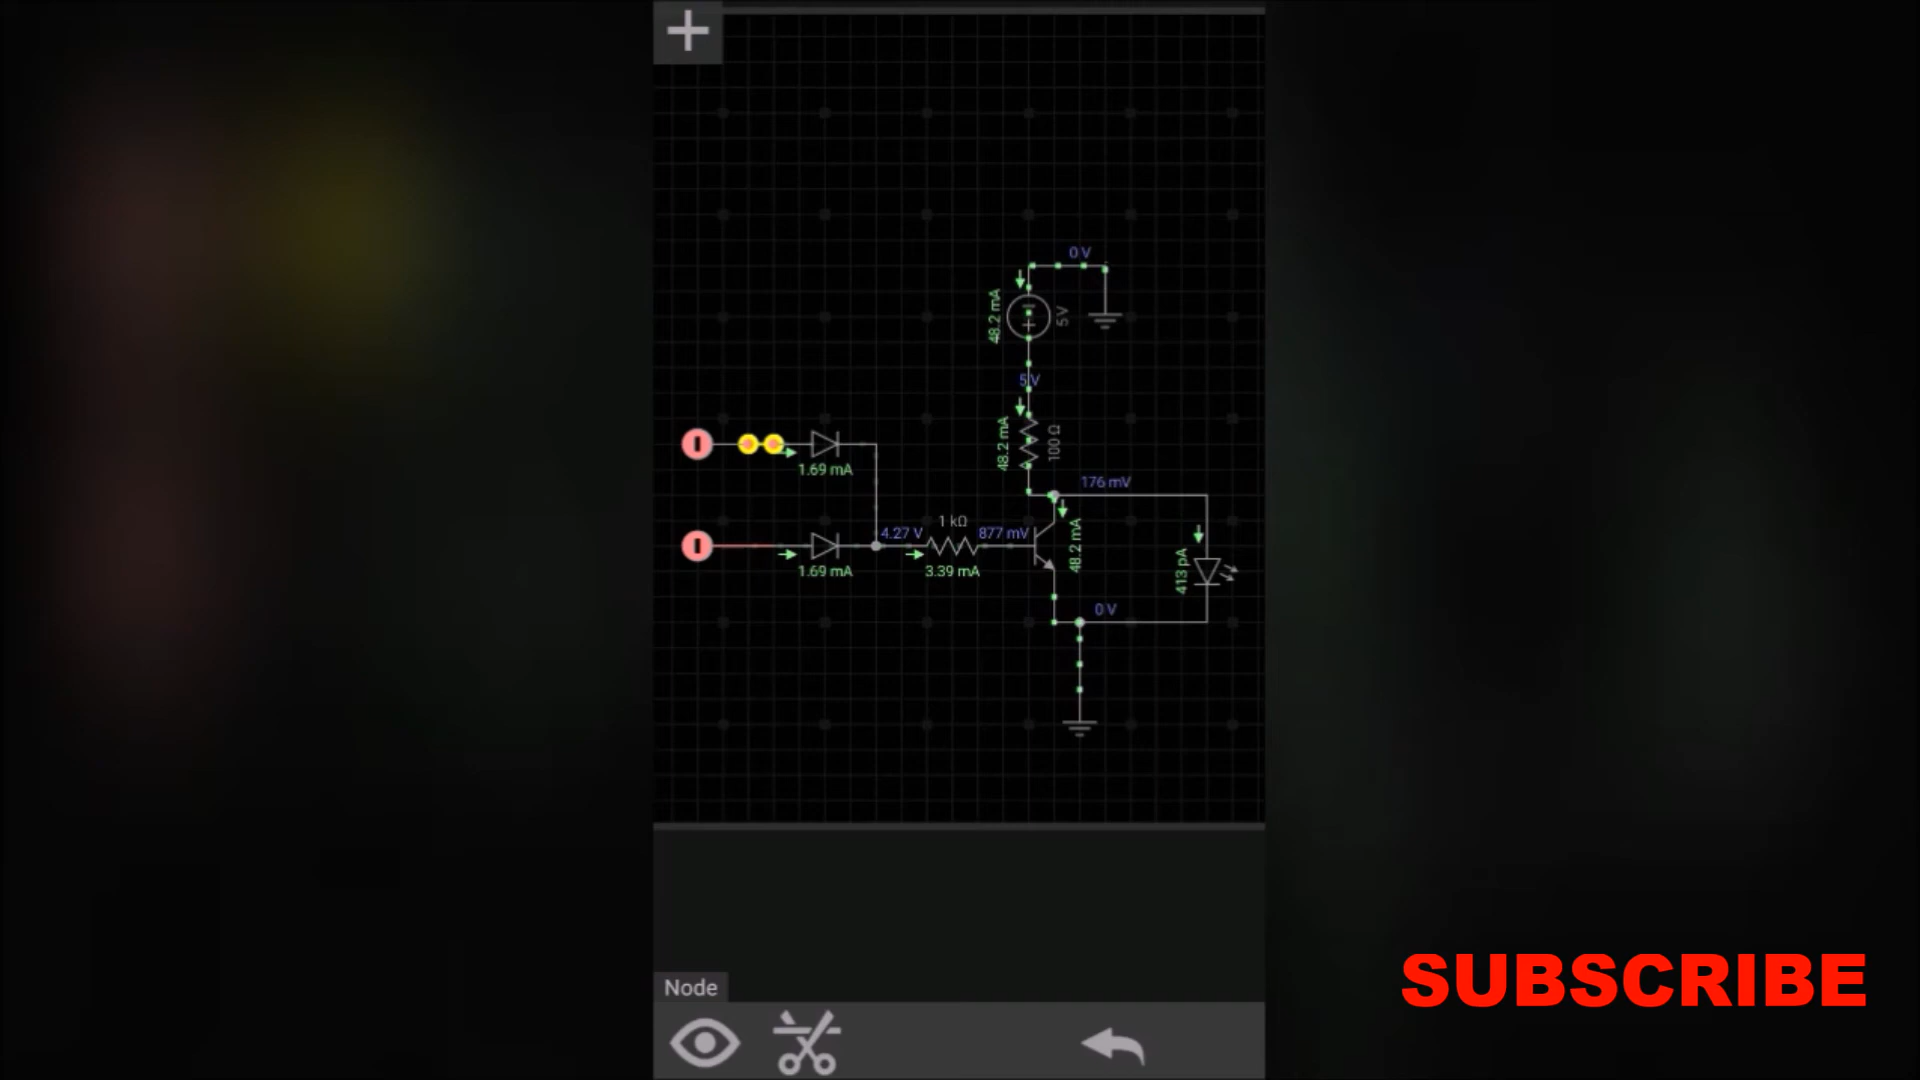 0 V
48.2 mA
5 V
5 V
48.2 mA
100 Ω
176 mV
1.69 mA
1 kΩ
4.27 V
877 mV
48.2 mA
413 pA
1.69 mA
3.39 mA
0 V
SUBSCRIBE
Node